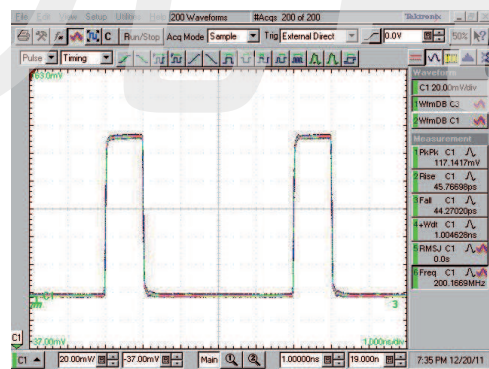 File Edit View Setup Utilities Help 200 Waveforms #Acqs 200 of 200 Tektronix
C Run/Stop Acq Mode Sample Trig External Direct 0.0V 50%
Pulse Timing
63.0mV
Waveform
C1 20.00mV/div
1 WfmDB C3
2 WfmDB C1
Measurement
1 PkPk C1
117.1417mV
2 Rise C1
45.76698ps
3 Fall C1
44.27020ps
4 +Wdt C1
1.004628ns
5 RMSJ C1
0.0s
6 Freq C1
200.1669MHz
C1
3
-37.00mV
1.000ns/div
C1
C1 20.00mV -37.00mV Main 1.00000ns 19.000n 7:35 PM 12/20/11